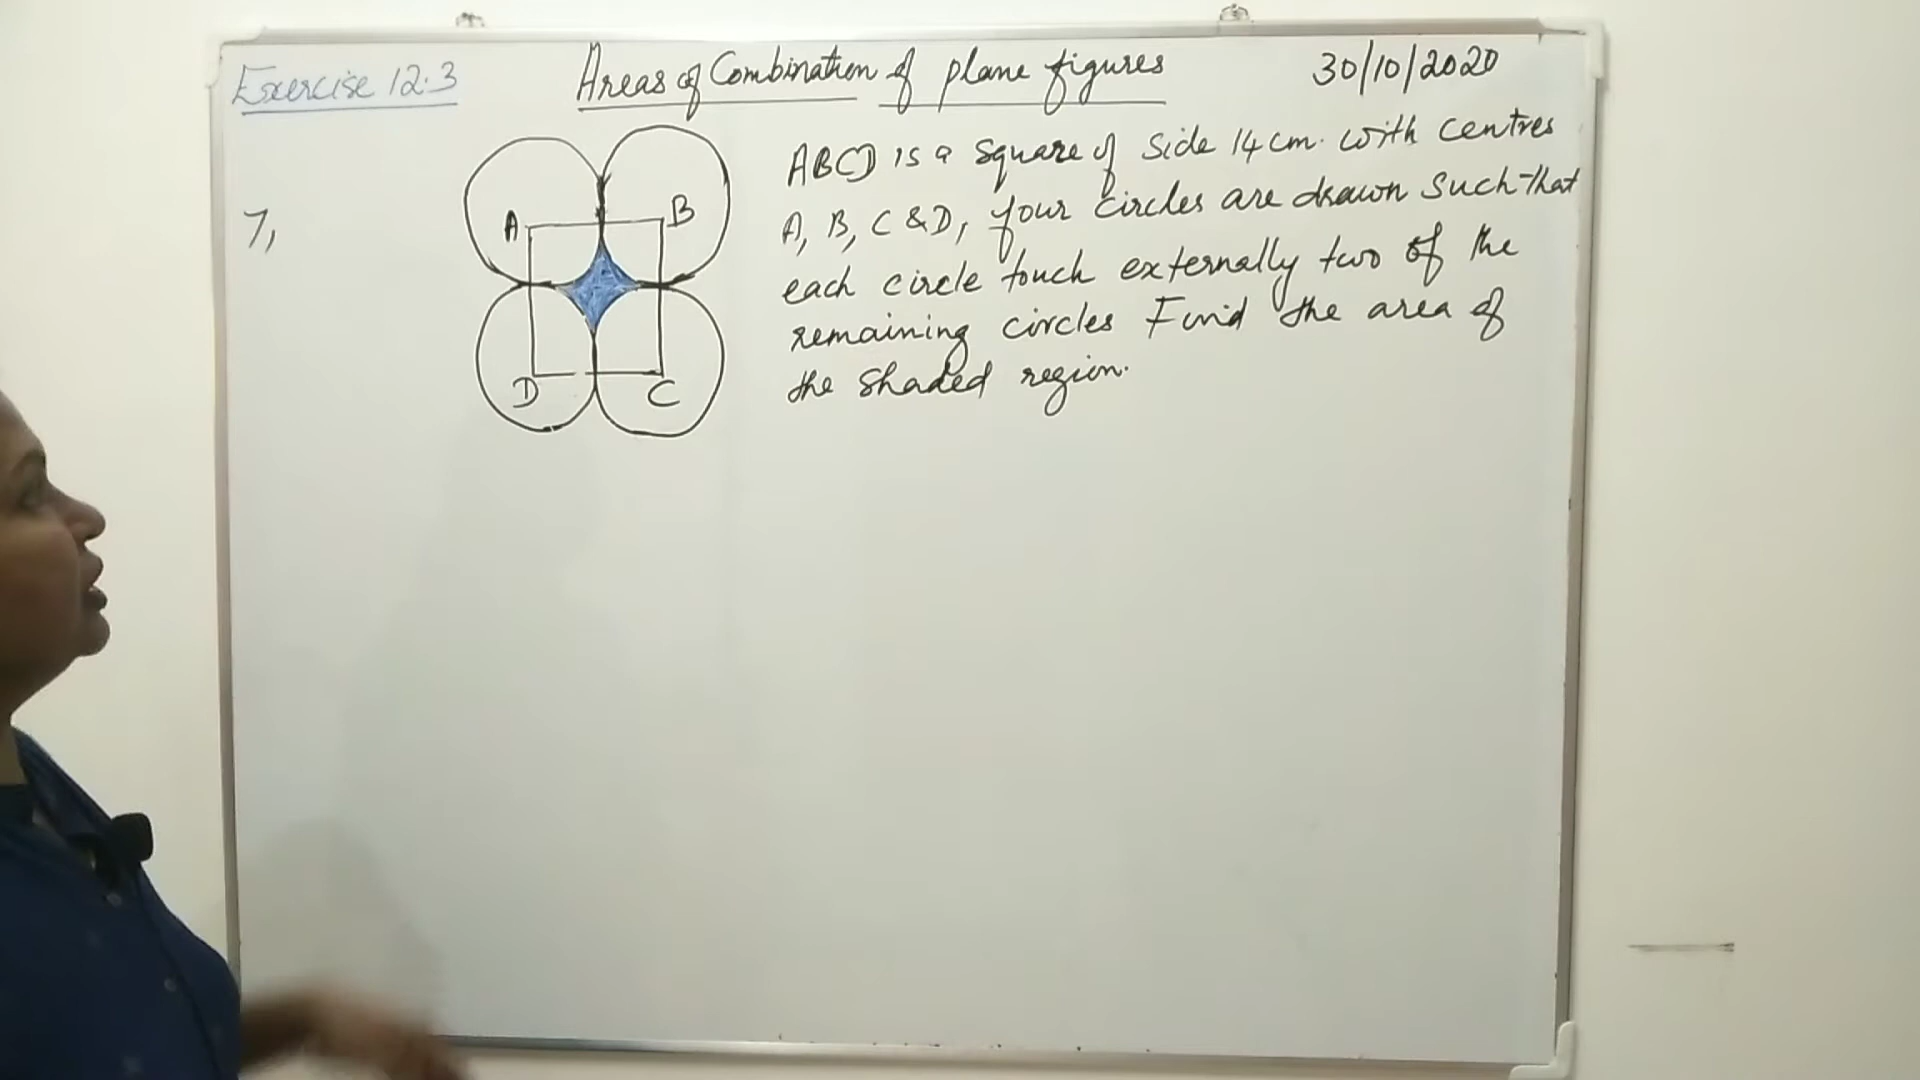 Exercise 12.3
Areas of Combination of plane figures
30/10/2020
7,
A
B
D
C
ABCD is a square of side 14 cm. with centres
A, B, C & D, four circles are drawn such that
each circle touch externally two of the
remaining circles Find the area of
the shaded region.